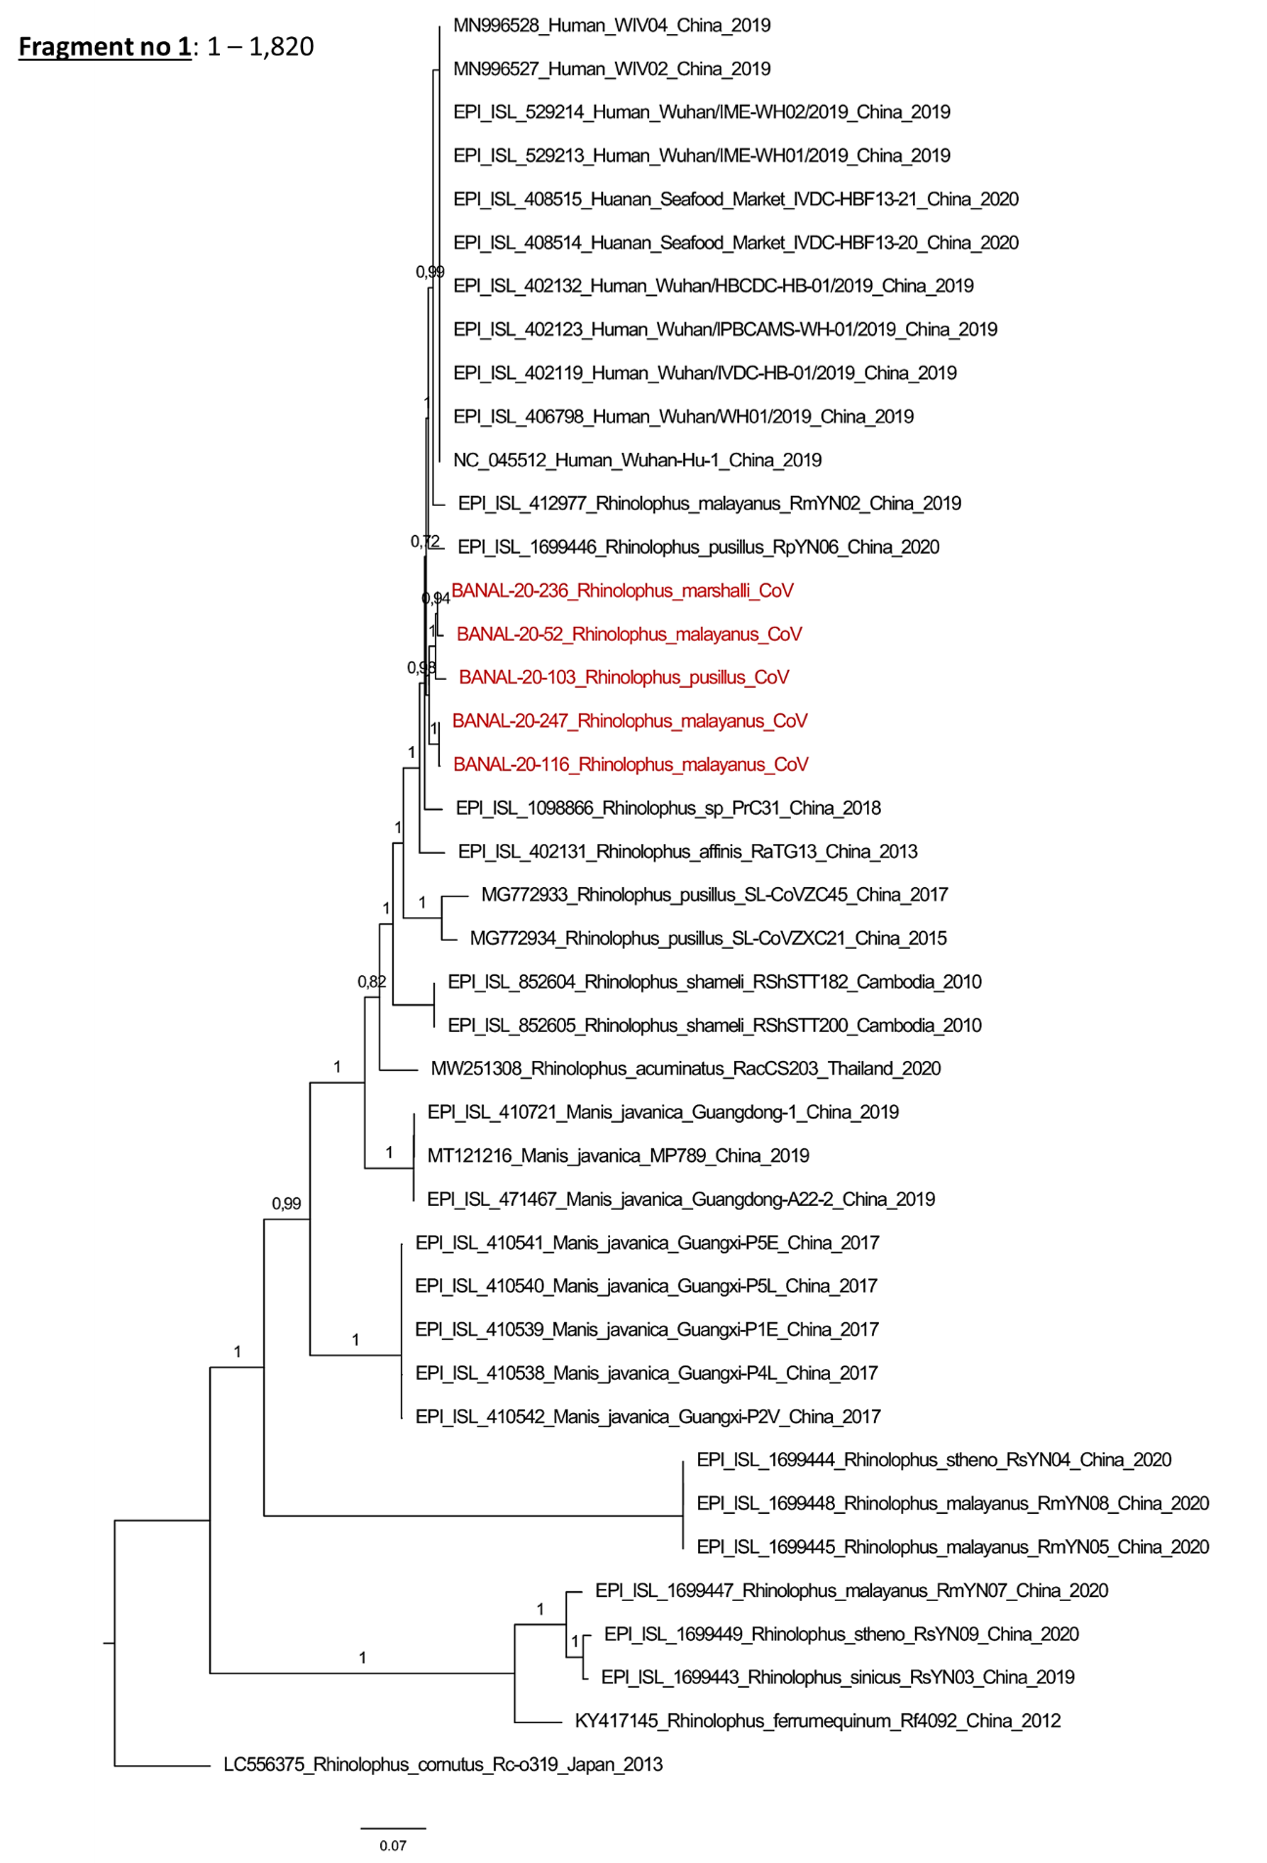 Fragment no 1: 1 – 1,820
MN996528_Human_WIV04_China_2019
MN996527_Human_WIV02_China_2019
EPI_ISL_529214_Human_Wuhan/IME-WH02/2019_China_2019
EPI_ISL_529213_Human_Wuhan/IME-WH01/2019_China_2019
EPI_ISL_408515_Huanan_Seafood_Market_IVDC-HBF13-21_China_2020
EPI_ISL_408514_Huanan_Seafood_Market_IVDC-HBF13-20_China_2020
0,99
EPI_ISL_402132_Human_Wuhan/HBCDC-HB-01/2019_China_2019
EPI_ISL_402123_Human_Wuhan/IPBCAMS-WH-01/2019_China_2019
EPI_ISL_402119_Human_Wuhan/IVDC-HB-01/2019_China_2019
1
EPI_ISL_406798_Human_Wuhan/WH01/2019_China_2019
NC_045512_Human_Wuhan-Hu-1_China_2019
EPI_ISL_412977_Rhinolophus_malayanus_RmYN02_China_2019
0,72
EPI_ISL_1699446_Rhinolophus_pusillus_RpYN06_China_2020
BANAL-20-236_Rhinolophus_marshalli_CoV
0,94
1
BANAL-20-52_Rhinolophus_malayanus_CoV
0,98
BANAL-20-103_Rhinolophus_pusillus_CoV
BANAL-20-247_Rhinolophus_malayanus_CoV
1
1
BANAL-20-116_Rhinolophus_malayanus_CoV
EPI_ISL_1098866_Rhinolophus_sp_PrC31_China_2018
1
EPI_ISL_402131_Rhinolophus_affinis_RaTG13_China_2013
MG772933_Rhinolophus_pusillus_SL-CoVZC45_China_2017
1
1
MG772934_Rhinolophus_pusillus_SL-CoVZXC21_China_2015
0,82
EPI_ISL_852604_Rhinolophus_shameli_RShSTT182_Cambodia_2010
EPI_ISL_852605_Rhinolophus_shameli_RShSTT200_Cambodia_2010
1
MW251308_Rhinolophus_acuminatus_RacCS203_Thailand_2020
EPI_ISL_410721_Manis_javanica_Guangdong-1_China_2019
1
MT121216_Manis_javanica_MP789_China_2019
0,99
EPI_ISL_471467_Manis_javanica_Guangdong-A22-2_China_2019
EPI_ISL_410541_Manis_javanica_Guangxi-P5E_China_2017
EPI_ISL_410540_Manis_javanica_Guangxi-P5L_China_2017
EPI_ISL_410539_Manis_javanica_Guangxi-P1E_China_2017
1
1
EPI_ISL_410538_Manis_javanica_Guangxi-P4L_China_2017
EPI_ISL_410542_Manis_javanica_Guangxi-P2V_China_2017
EPI_ISL_1699444_Rhinolophus_stheno_RsYN04_China_2020
EPI_ISL_1699448_Rhinolophus_malayanus_RmYN08_China_2020
EPI_ISL_1699445_Rhinolophus_malayanus_RmYN05_China_2020
EPI_ISL_1699447_Rhinolophus_malayanus_RmYN07_China_2020
1
EPI_ISL_1699449_Rhinolophus_stheno_RsYN09_China_2020
1
1
EPI_ISL_1699443_Rhinolophus_sinicus_RsYN03_China_2019
KY417145_Rhinolophus_ferrumequinum_Rf4092_China_2012
LC556375_Rhinolophus_cornutus_Rc-o319_Japan_2013
0.07